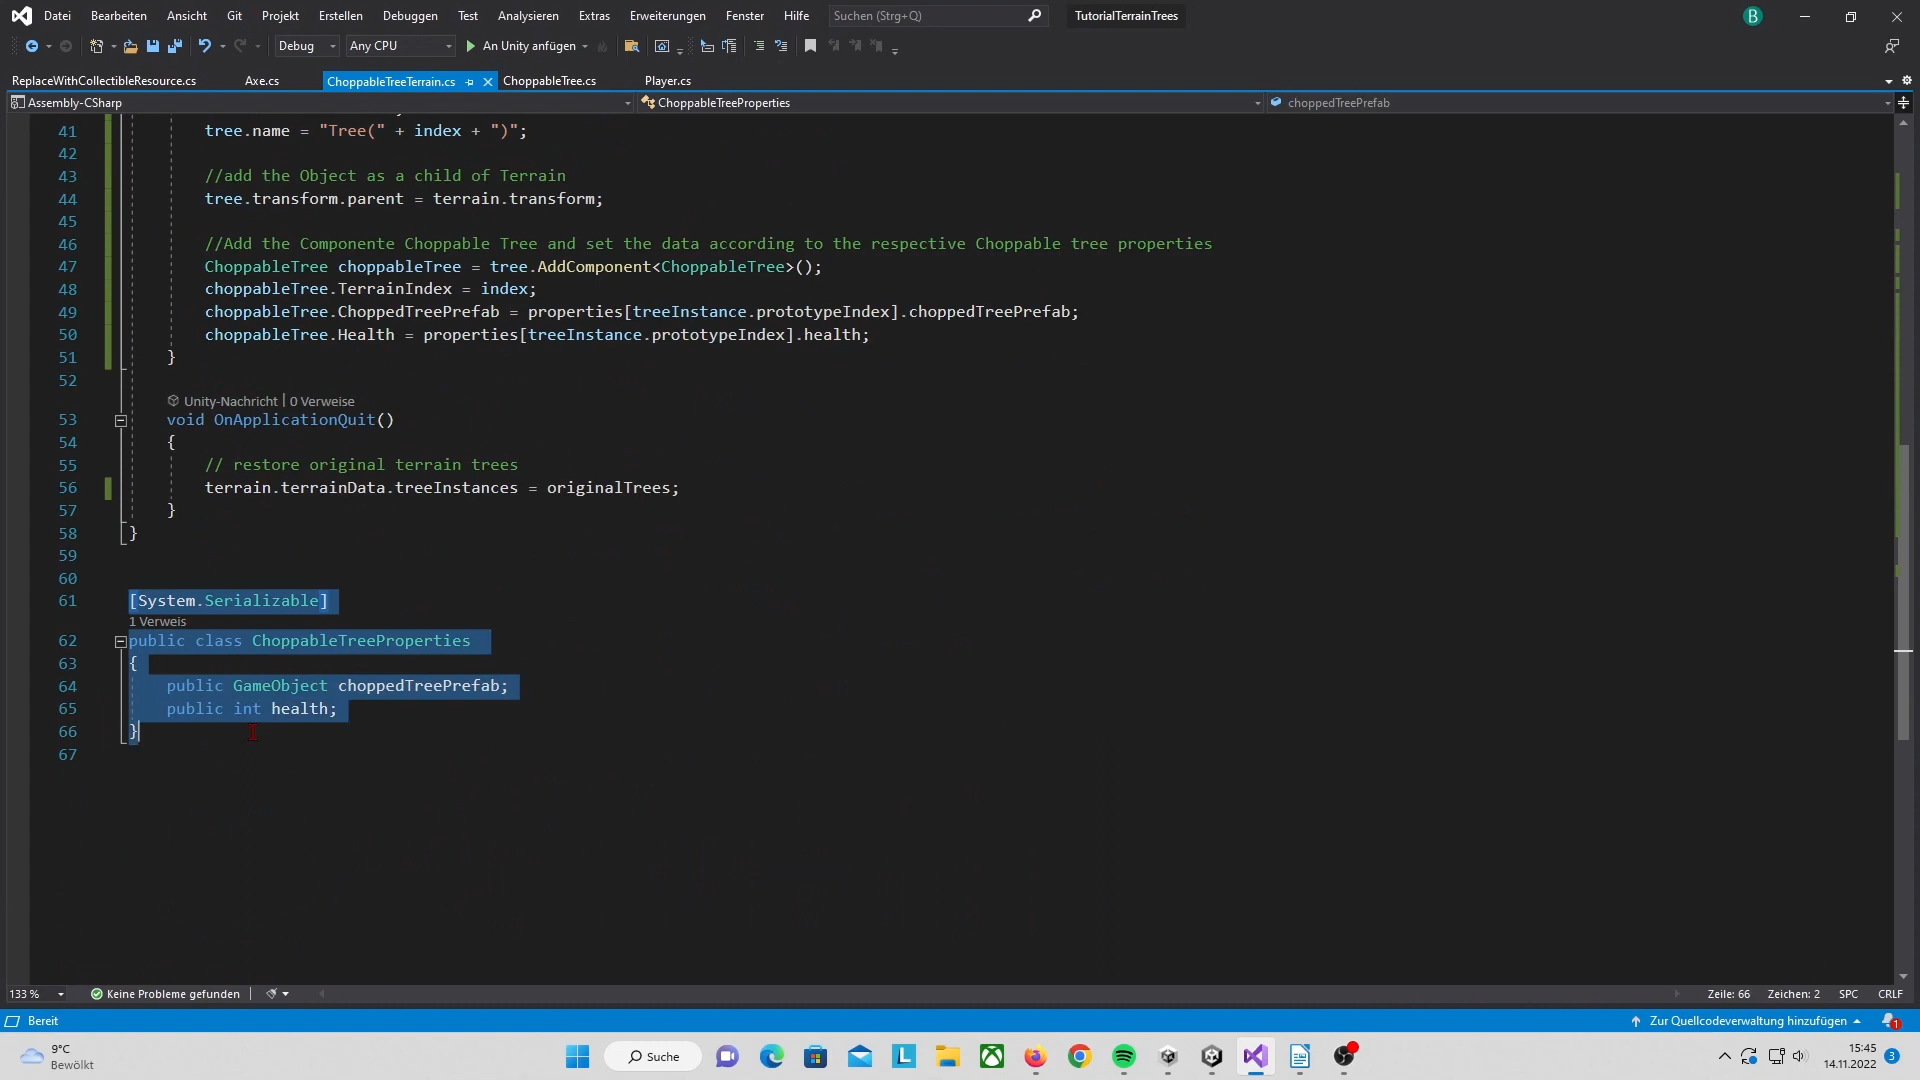 Datei Bearbeiten Ansicht Git Projekt Erstellen Debuggen Test Analysieren Extras Erweiterungen Fenster Hilfe Suchen (Strg+Q) TutorialTerrainTrees B
Debug Any CPU An Unity anfügen
ReplaceWithCollectibleResource.cs Axe.cs ChoppableTreeTerrain.cs ChoppableTree.cs Player.cs
Assembly-CSharp ChoppableTreeProperties choppedTreePrefab
41 tree.name = "Tree(" + index + ")";
42
43 //add the Object as a child of Terrain
44 tree.transform.parent = terrain.transform;
45
46 //Add the Componente Choppable Tree and set the data according to the respective Choppable tree properties
47 ChoppableTree choppableTree = tree.AddComponent<ChoppableTree>();
48 choppableTree.TerrainIndex = index;
49 choppableTree.ChoppedTreePrefab = properties[treeInstance.prototypeIndex].choppedTreePrefab;
50 choppableTree.Health = properties[treeInstance.prototypeIndex].health;
51 }
52
Unity-Nachricht | 0 Verweise
53 void OnApplicationQuit()
54 {
55 // restore original terrain trees
56 terrain.terrainData.treeInstances = originalTrees;
57 }
58 }
59
60
61 [System.Serializable]
1 Verweis
62 public class ChoppableTreeProperties
63 {
64 public GameObject choppedTreePrefab;
65 public int health;
66 }
67
133 % Keine Probleme gefunden Zeile: 66 Zeichen: 2 SPC CRLF
Bereit Zur Quellcodeverwaltung hinzufügen 1
9°C
Bewölkt
Suche
L
15:45
14.11.2022
3